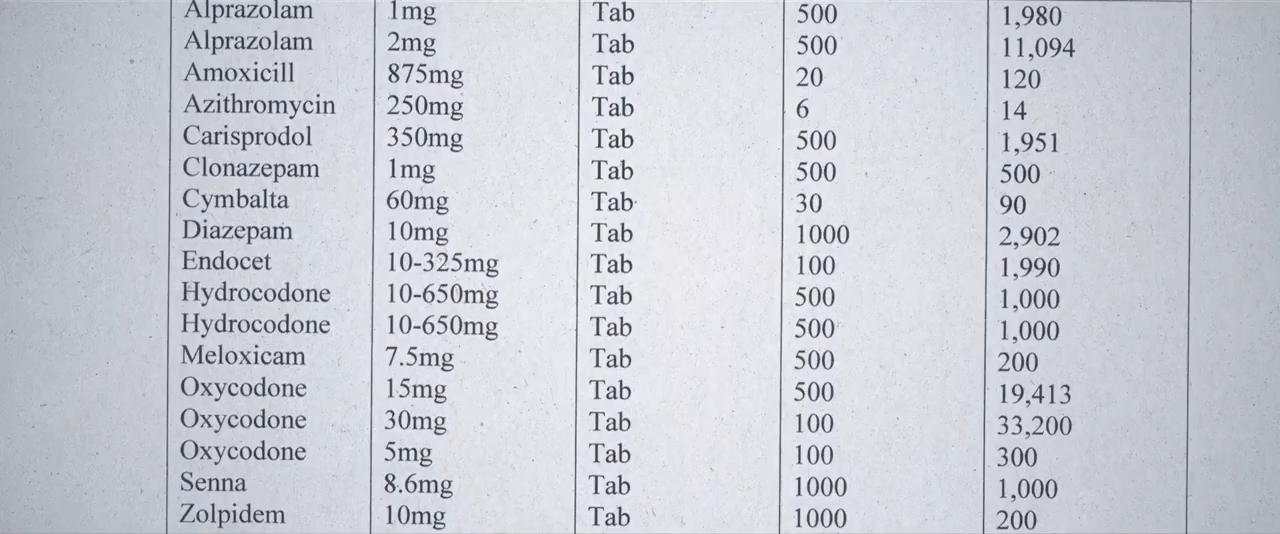 Alprazolam 1mg Tab 500 1,980
Alprazolam 2mg Tab 500 11,094
Amoxicill 875mg Tab 20 120
Azithromycin 250mg Tab 6 14
Carisprodol 350mg Tab 500 1,951
Clonazepam 1mg Tab 500 500
Cymbalta 60mg Tab 30 90
Diazepam 10mg Tab 1000 2,902
Endocet 10-325mg Tab 100 1,990
Hydrocodone 10-650mg Tab 500 1,000
Hydrocodone 10-650mg Tab 500 1,000
Meloxicam 7.5mg Tab 500 200
Oxycodone 15mg Tab 500 19,413
Oxycodone 30mg Tab 100 33,200
Oxycodone 5mg Tab 100 300
Senna 8.6mg Tab 1000 1,000
Zolpidem 10mg Tab 1000 200